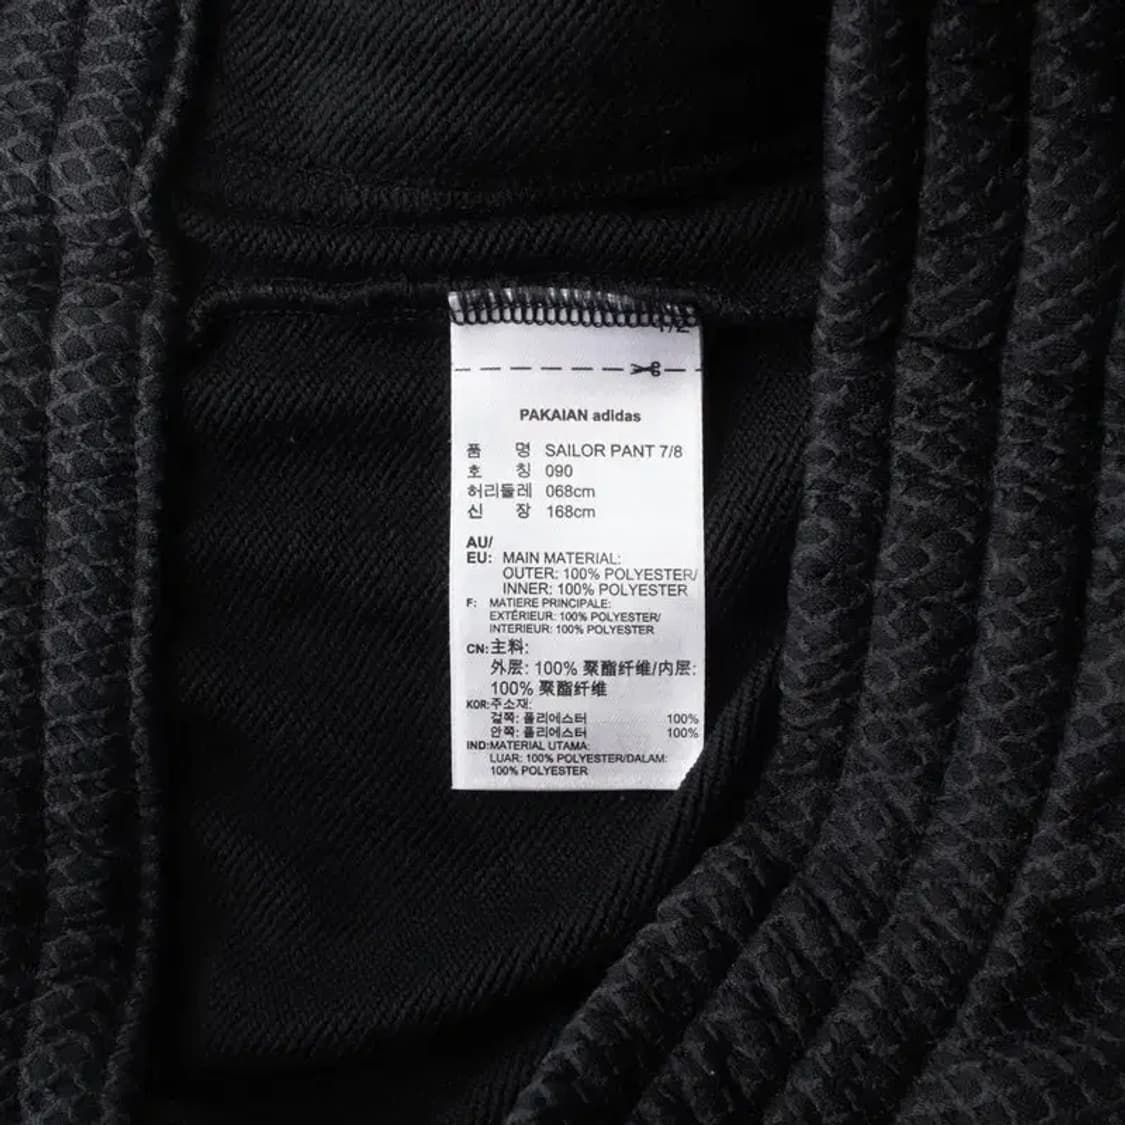 1/2
PAKAIAN adidas
품 명 SAILOR PANT 7/8
호 칭 090
허리둘레 068cm
신 장 168cm
AU/
EU: MAIN MATERIAL:
OUTER: 100% POLYESTER/
INNER: 100% POLYESTER
F: MATIERE PRINCIPALE:
EXTÉRIEUR: 100% POLYESTER/
INTERIEUR: 100% POLYESTER
CN: 主料:
外层: 100% 聚酯纤维/内层:
100% 聚酯纤维
KOR: 주소재:
겉쪽: 폴리에스터 100%
안쪽: 폴리에스터 100%
IND: MATERIAL UTAMA:
LUAR: 100% POLYESTER/DALAM:
100% POLYESTER